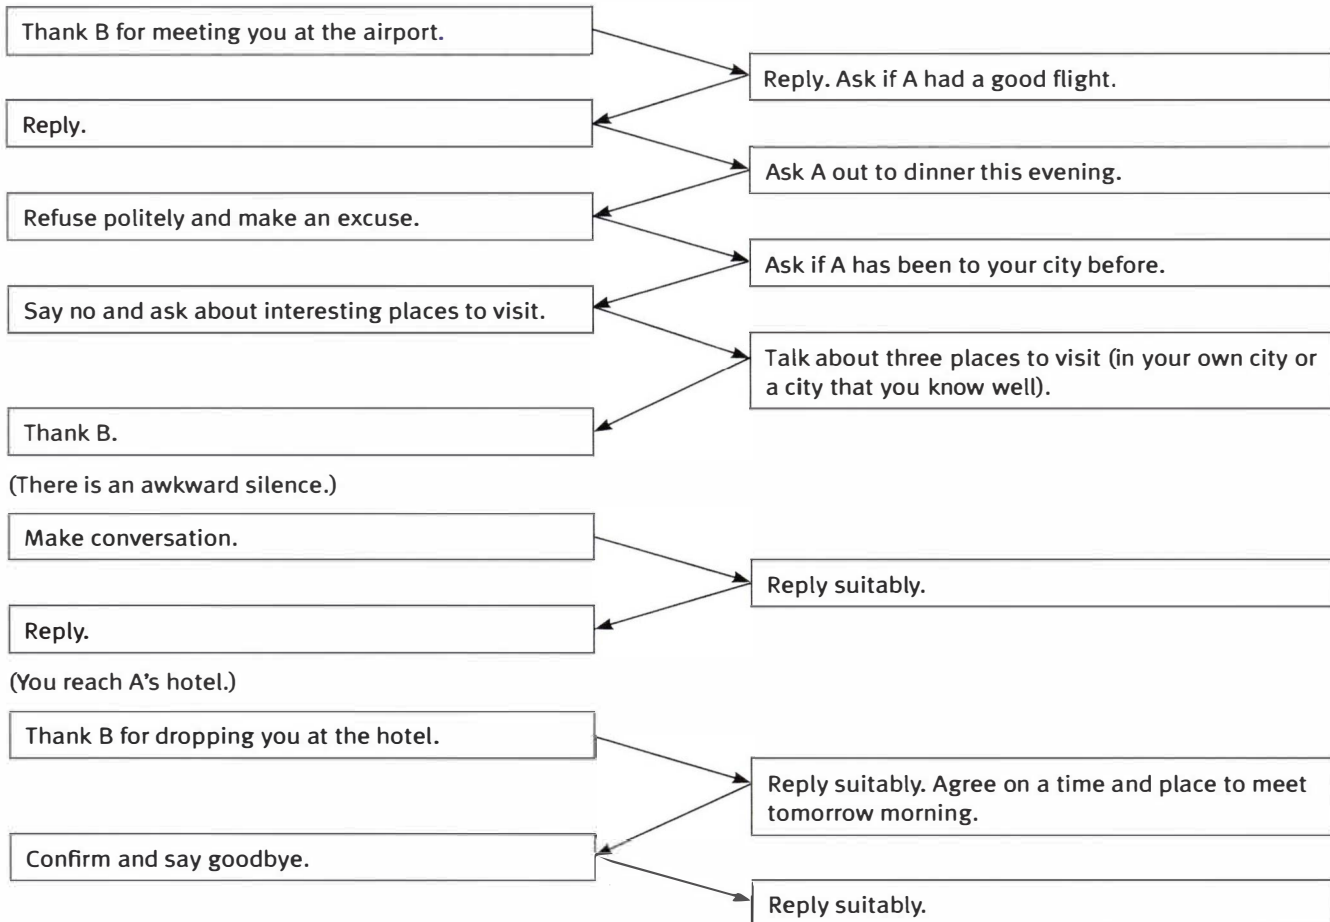 Thank B for meeting you at the airport.
Reply. Ask if A had a good flight.
Reply.
Ask A out to dinner this evening.
Refuse politely and make an excuse.
Ask if A has been to your city before.
Say no and ask about interesting places to visit.
Talk about three places to visit (in your own city or
a city that you know well).
Thank B.
(There is an awkward silence.)
Make conversation.
Reply suitably.
Reply.
(You reach A's hotel.)
Thank B for dropping you at the hotel.
Reply suitably. Agree on a time and place to meet
tomorrow morning.
Confirm and say goodbye.
Reply suitably.